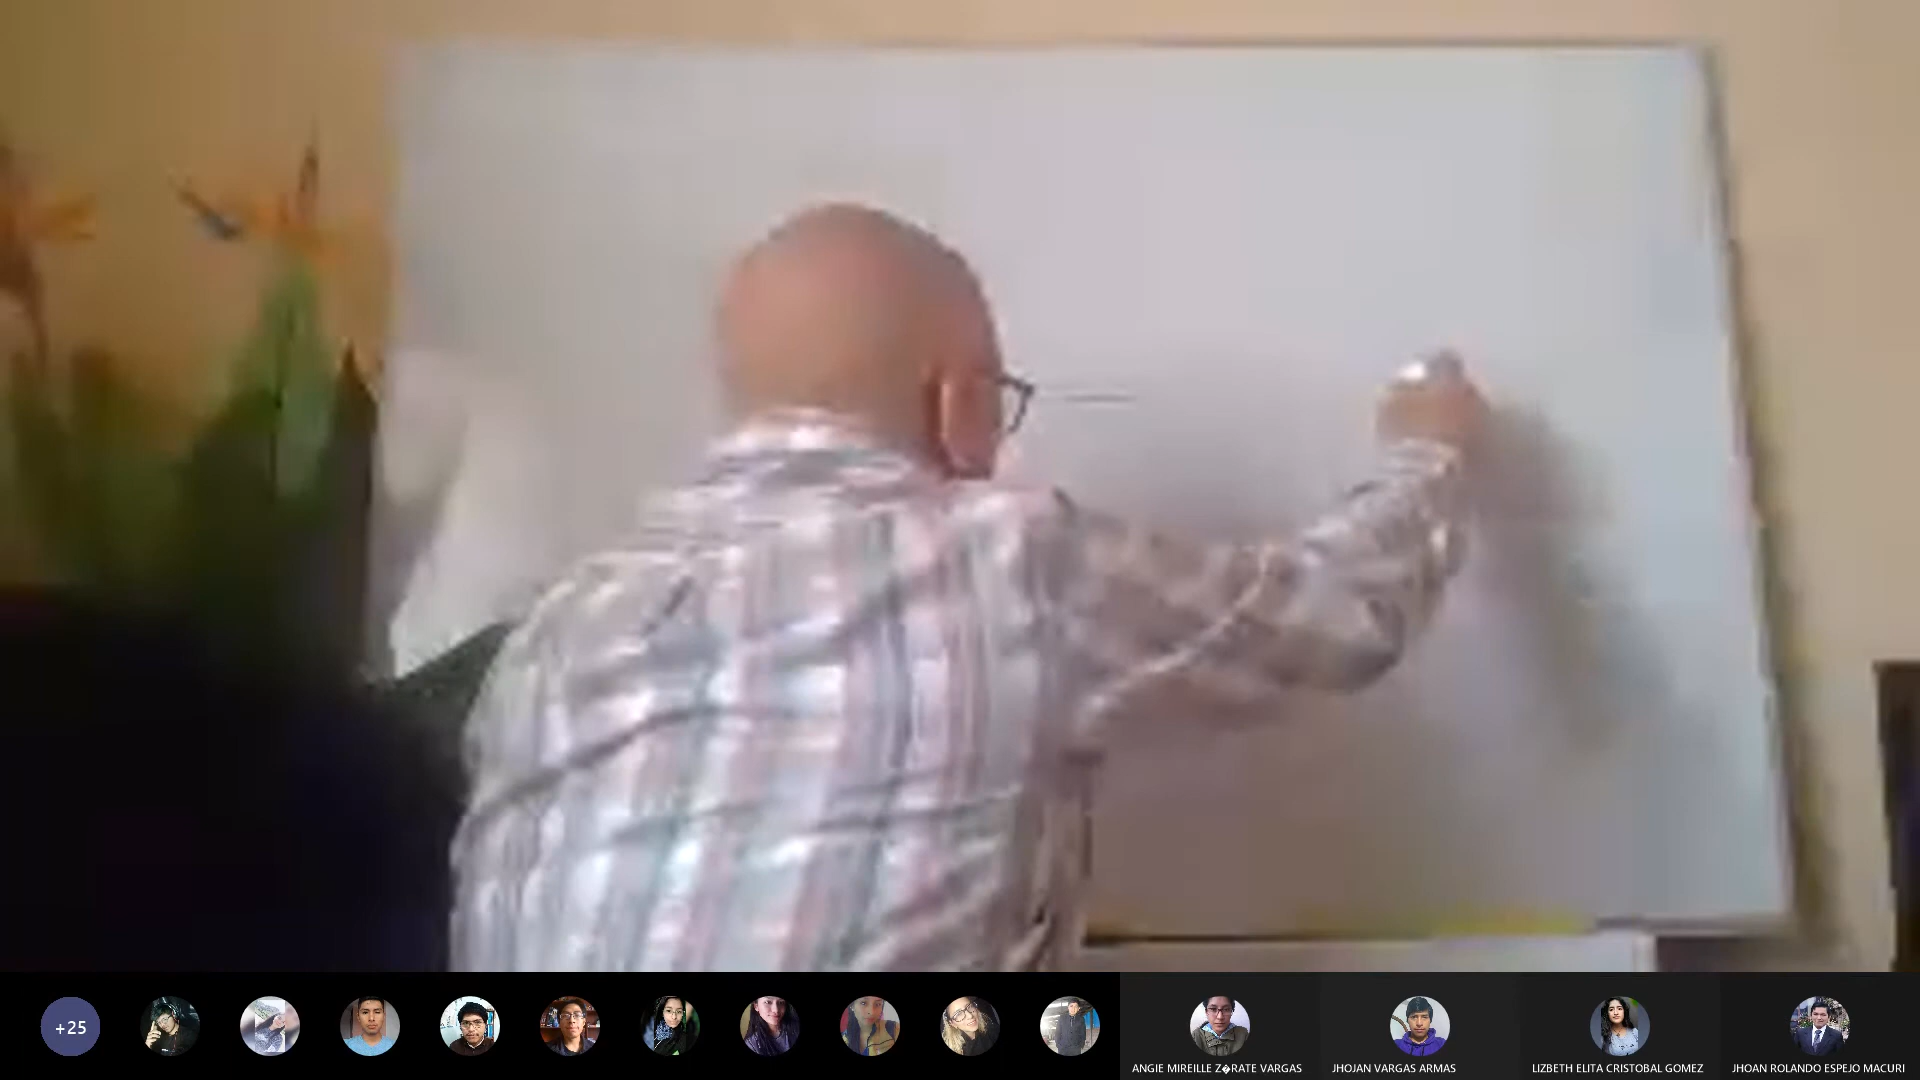 +25
ANGIE MIREILLE Z�RATE VARGAS
JHOJAN VARGAS ARMAS
LIZBETH ELITA CRISTOBAL GOMEZ
JHOAN ROLANDO ESPEJO MACURI